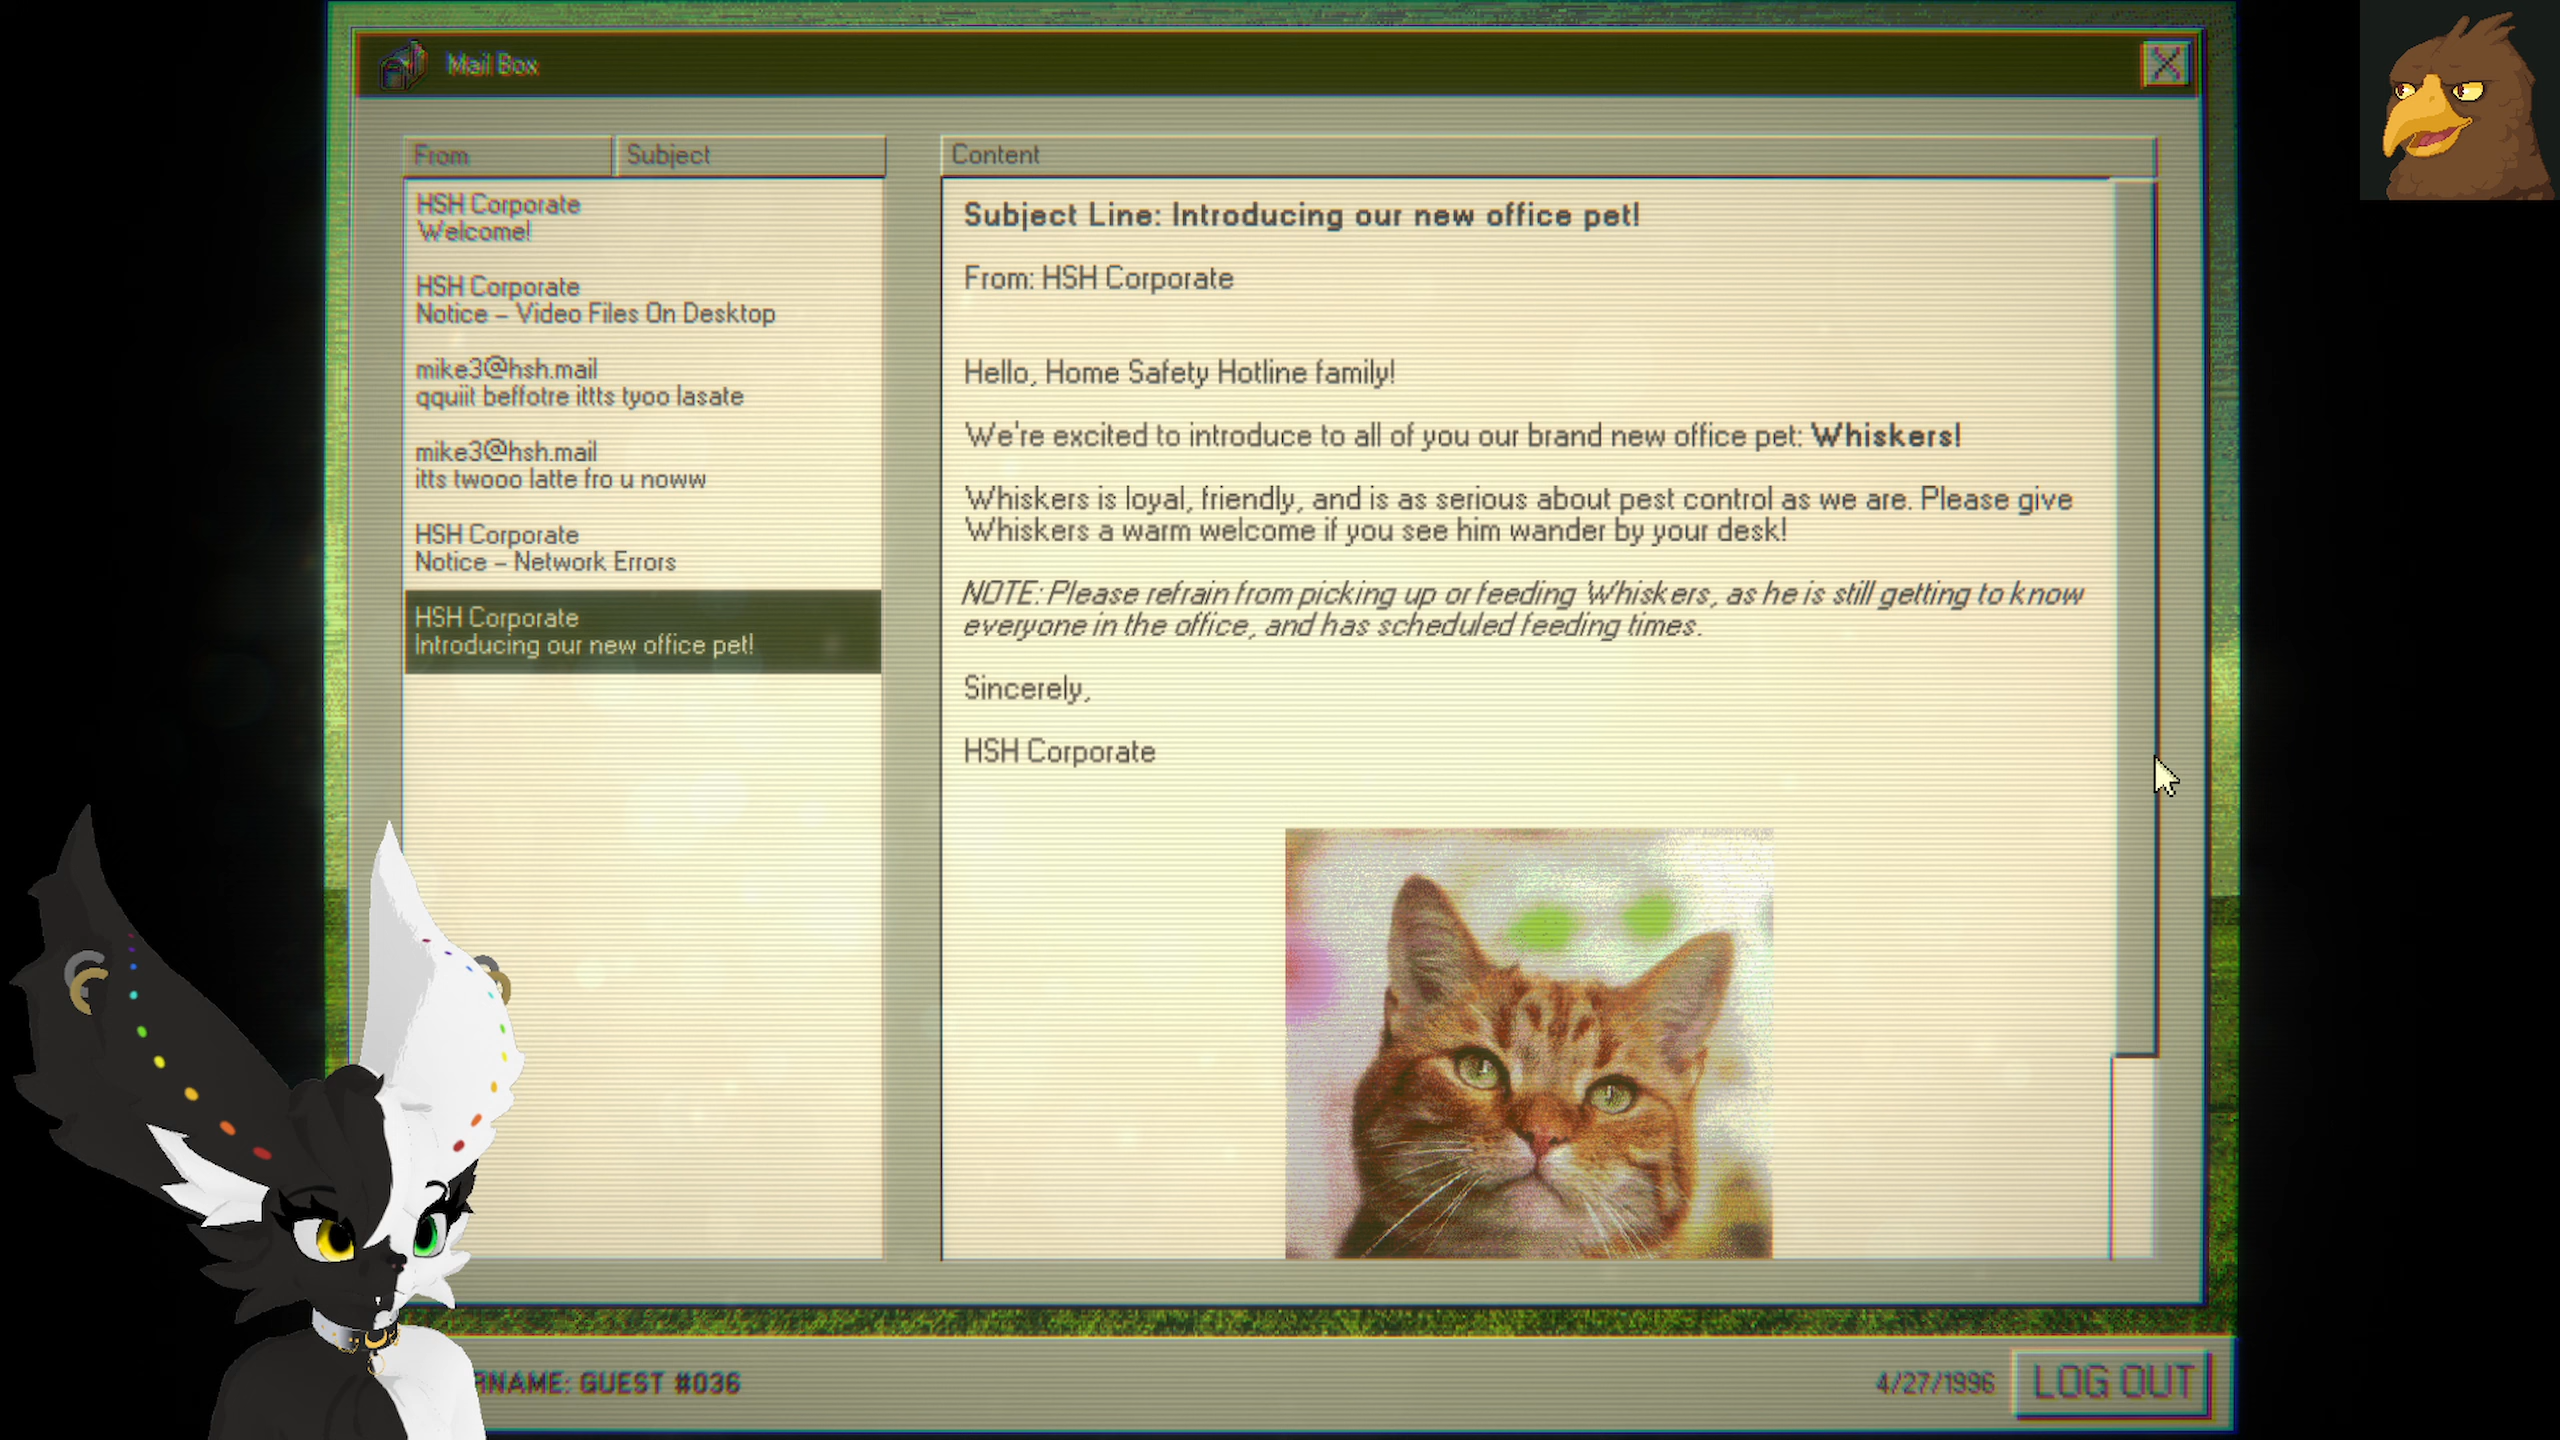 Mail Box
From
Subject
Content
HSH Corporate
Welcome!
HSH Corporate
Notice – Video Files On Desktop
mike3@hsh.mail
qquiit beffotre ittts tyoo lasate
mike3@hsh.mail
itts twooo latte fro u noww
HSH Corporate
Notice – Network Errors
HSH Corporate
Introducing our new office pet!
Subject Line: Introducing our new office pet!
From: HSH Corporate
Hello, Home Safety Hotline family!
We're excited to introduce to all of you our brand new office pet: Whiskers!
Whiskers is loyal, friendly, and is as serious about pest control as we are. Please give
Whiskers a warm welcome if you see him wander by your desk!
NOTE: Please refrain from picking up or feeding Whiskers, as he is still getting to know
everyone in the office, and has scheduled feeding times.
Sincerely,
HSH Corporate
RNAME: GUEST #036
4/27/1996
LOG OUT